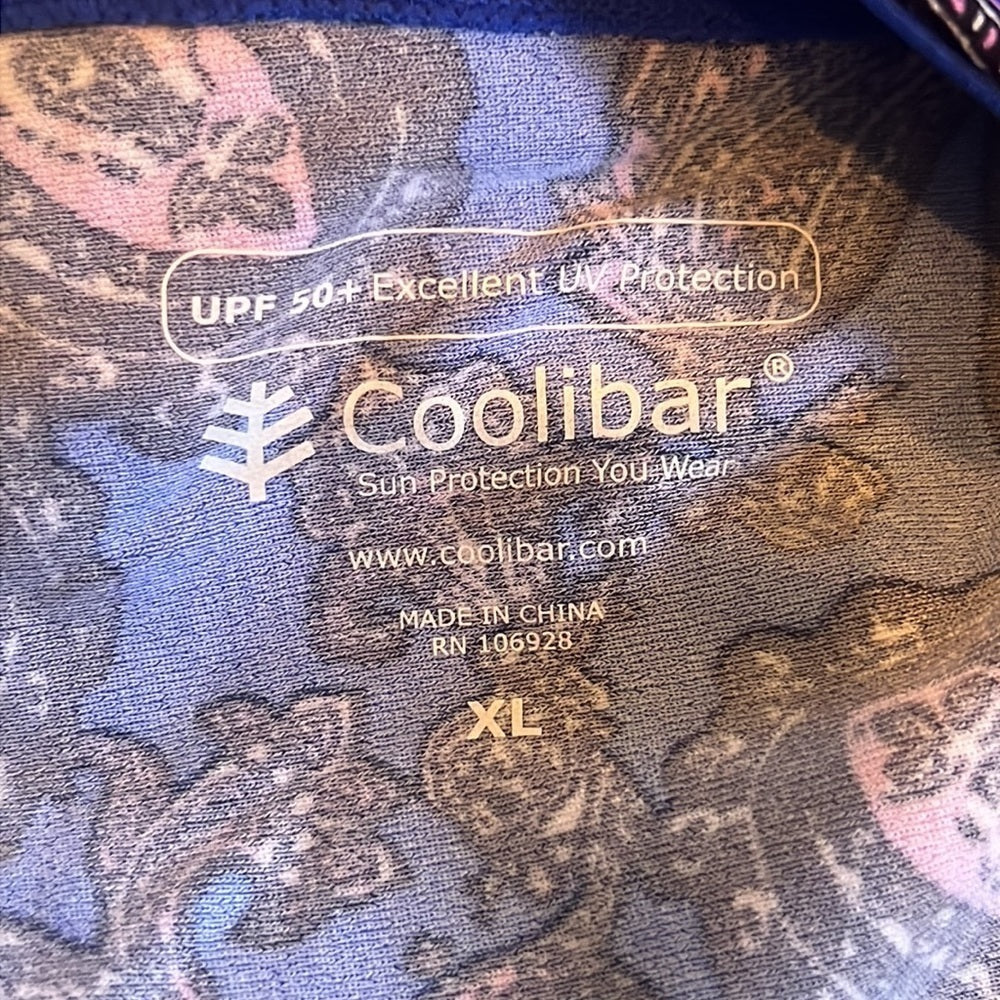 UPF 50+ Excellent UV Protection
Coolibar®
Sun Protection You Wear
www.coolibar.com
MADE IN CHINA
RN 106928
XL